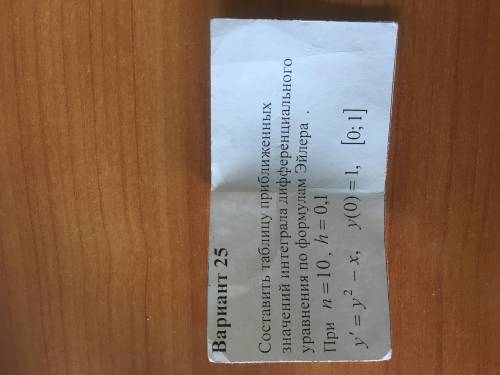 Вариант 25
Составить таблицу приближенных
значений интеграла дифференциального
уравнения по формулам Эйлера .
При n = 10 , h = 0,1
y′ = y² − x, y(0) = 1, [0; 1]